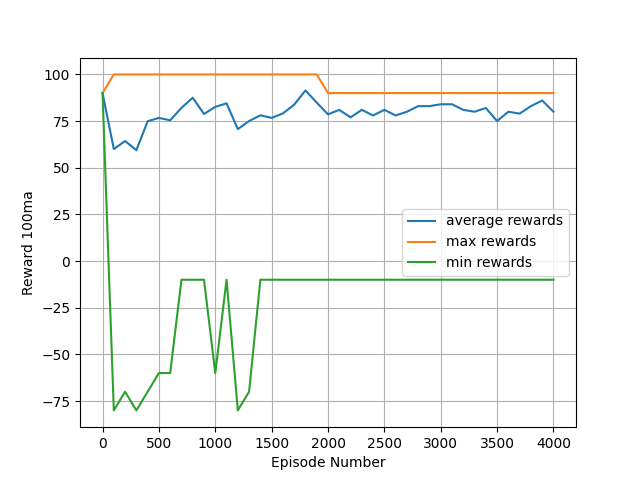 100
75
50
25
0
−25
−50
−75
Reward 100ma
average rewards
max rewards
min rewards
0 500 1000 1500 2000 2500 3000 3500 4000
Episode Number